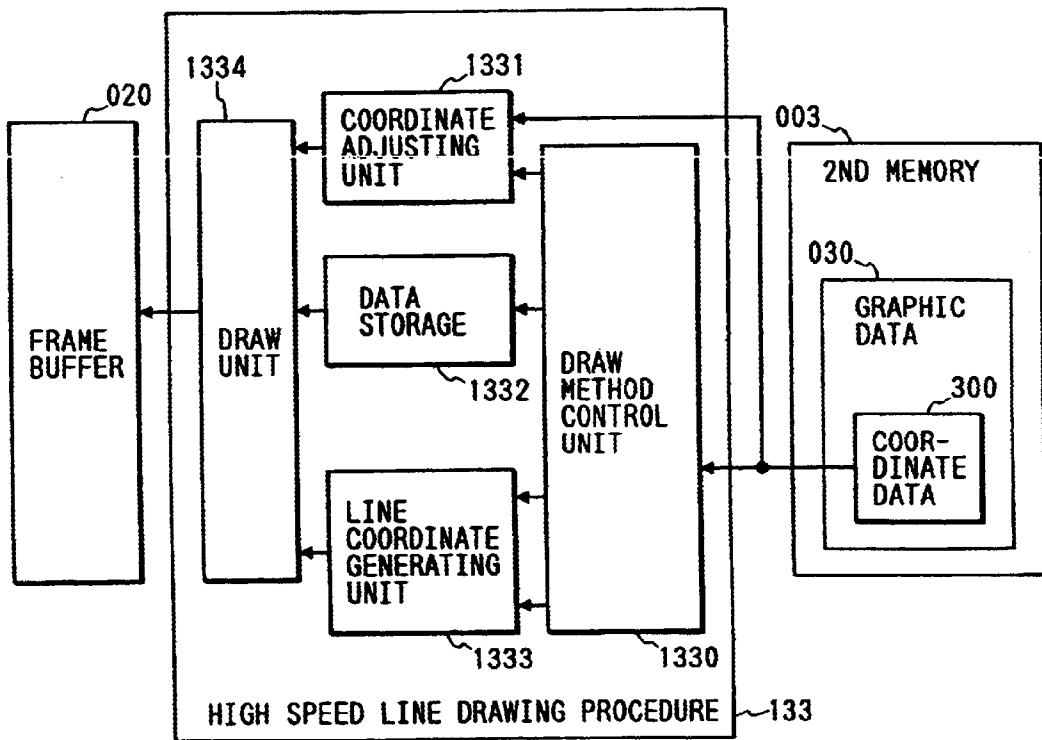 1334
1331
020
COORDINATE
ADJUSTING
UNIT
003
2ND MEMORY
030
GRAPHIC
DATA
DATA
STORAGE
1332
FRAME
BUFFER
DRAW
UNIT
DRAW
METHOD
CONTROL
UNIT
300
COOR-
DINATE
DATA
LINE
COORDINATE
GENERATING
UNIT
1333
1330
HIGH SPEED LINE DRAWING PROCEDURE
133